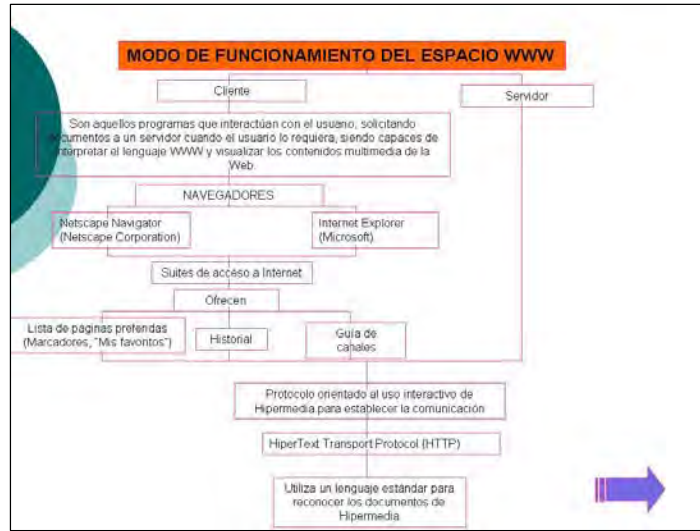 MODO DE FUNCIONAMIENTO DEL ESPACIO WWW
Cliente
Servidor
Son aquellos programas que interactúan con el usuario, solicitando
documentos a un servidor cuando el usuario lo requiera, siendo capaces de
interpretar el lenguaje WWW y visualizar los contenidos multimedia de la
Web.
NAVEGADORES
Netscape Navigator
(Netscape Corporation)
Internet Explorer
(Microsoft)
Suites de acceso a Internet
Ofrecen
Lista de páginas preferidas
(Marcadores, "Mis favoritos")
Historial
Guía de
canales
Protocolo orientado al uso interactivo de
Hipermedia para establecer la comunicación
HiperText Transport Protocol (HTTP)
Utiliza un lenguaje estándar para
reconocer los documentos de
Hipermedia